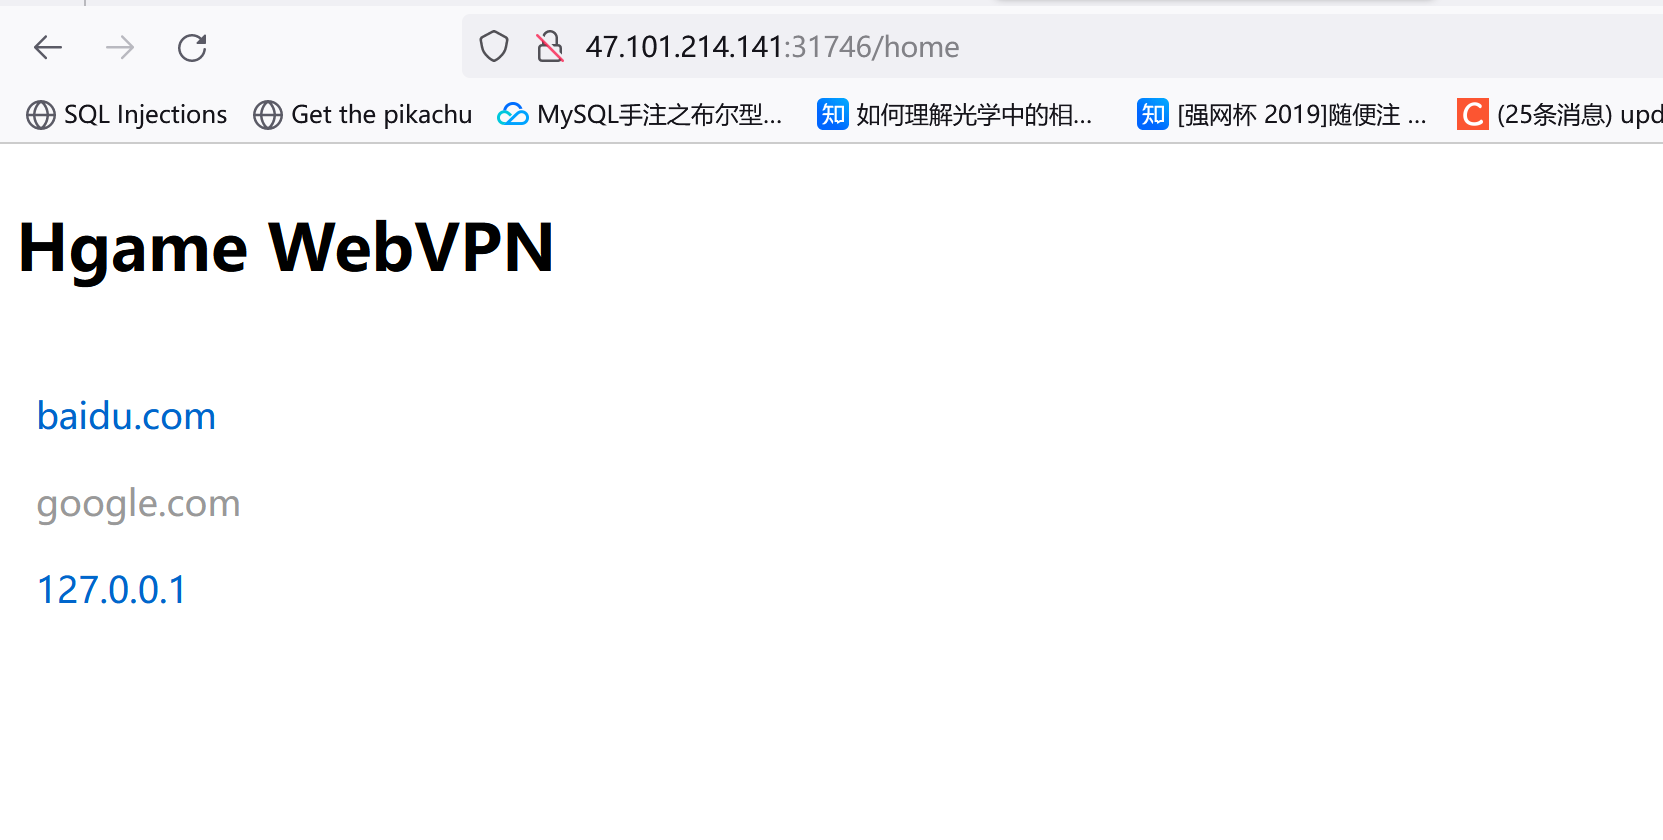 47.101.214.141:31746/home
SQL Injections Get the pikachu MySQL手注之布尔型... 知 如何理解光学中的相... 知 [强网杯 2019]随便注 ... C (25条消息) upd
Hgame WebVPN
baidu.com
google.com
127.0.0.1